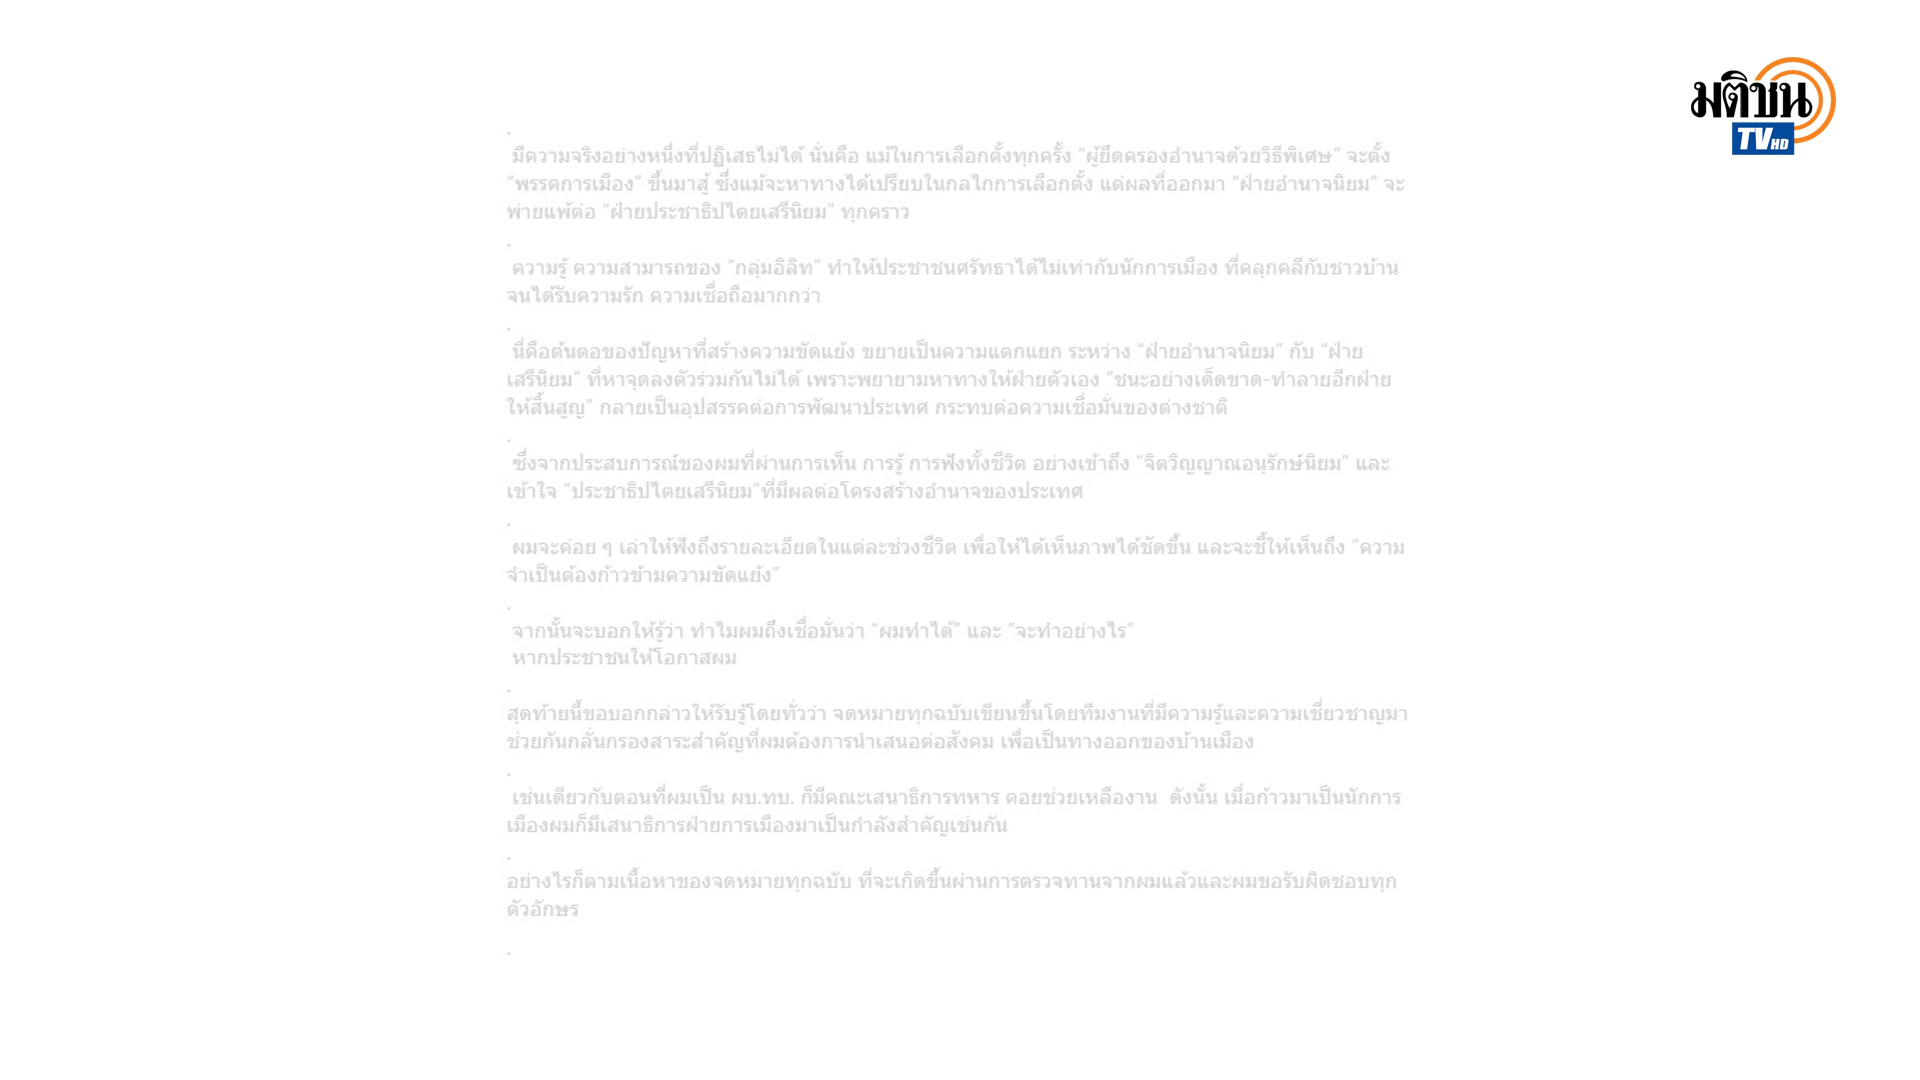 มติชน
TV HD
.
มีความจริงอย่างหนึ่งที่ปฏิเสธไม่ได้ นั่นคือ แม้ในการเลือกตั้งทุกครั้ง “ผู้ยึดครองอำนาจด้วยวิธีพิเศษ” จะตั้ง
“พรรคการเมือง” ขึ้นมาสู้ ซึ่งแม้จะหาทางได้เปรียบในกลไกการเลือกตั้ง แต่ผลที่ออกมา “ฝ่ายอำนาจนิยม” จะ
พ่ายแพ้ต่อ “ฝ่ายประชาธิปไตยเสรีนิยม” ทุกคราว
.
ความรู้ ความสามารถของ “กลุ่มอิลิท” ทำให้ประชาชนศรัทธาได้ไม่เท่ากับนักการเมือง ที่คลุกคลีกับชาวบ้าน
จนได้รับความรัก ความเชื่อถือมากกว่า
.
นี่คือต้นตอของปัญหาที่สร้างความขัดแย้ง ขยายเป็นความแตกแยก ระหว่าง “ฝ่ายอำนาจนิยม” กับ “ฝ่าย
เสรีนิยม” ที่หาจุดลงตัวร่วมกันไม่ได้ เพราะพยายามหาทางให้ฝ่ายตัวเอง “ชนะอย่างเด็ดขาด-ทำลายอีกฝ่าย
ให้สิ้นสูญ” กลายเป็นอุปสรรคต่อการพัฒนาประเทศ กระทบต่อความเชื่อมั่นของต่างชาติ
.
ซึ่งจากประสบการณ์ของผมที่ผ่านการเห็น การรู้ การฟังทั้งชีวิต อย่างเข้าถึง “จิตวิญญาณอนุรักษ์นิยม” และ
เข้าใจ “ประชาธิปไตยเสรีนิยม”ที่มีผลต่อโครงสร้างอำนาจของประเทศ
.
ผมจะค่อย ๆ เล่าให้ฟังถึงรายละเอียดในแต่ละช่วงชีวิต เพื่อให้ได้เห็นภาพได้ชัดขึ้น และจะชี้ให้เห็นถึง “ความ
จำเป็นต้องก้าวข้ามความขัดแย้ง”
.
จากนั้นจะบอกให้รู้ว่า ทำไมผมถึงเชื่อมั่นว่า “ผมทำได้” และ “จะทำอย่างไร”
หากประชาชนให้โอกาสผม
.
สุดท้ายนี้ขอบอกกล่าวให้รับรู้โดยทั่วว่า จดหมายทุกฉบับเขียนขึ้นโดยทีมงานที่มีความรู้และความเชี่ยวชาญมา
ช่วยกันกลั่นกรองสาระสำคัญที่ผมต้องการนำเสนอต่อสังคม เพื่อเป็นทางออกของบ้านเมือง
.
เช่นเดียวกับตอนที่ผมเป็น ผบ.ทบ. ก็มีคณะเสนาธิการทหาร คอยช่วยเหลืองาน  ดังนั้น เมื่อก้าวมาเป็นนักการ
เมืองผมก็มีเสนาธิการฝ่ายการเมืองมาเป็นกำลังสำคัญเช่นกัน
.
อย่างไรก็ตามเนื้อหาของจดหมายทุกฉบับ ที่จะเกิดขึ้นผ่านการตรวจทานจากผมแล้วและผมขอรับผิดชอบทุก
ตัวอักษร
.